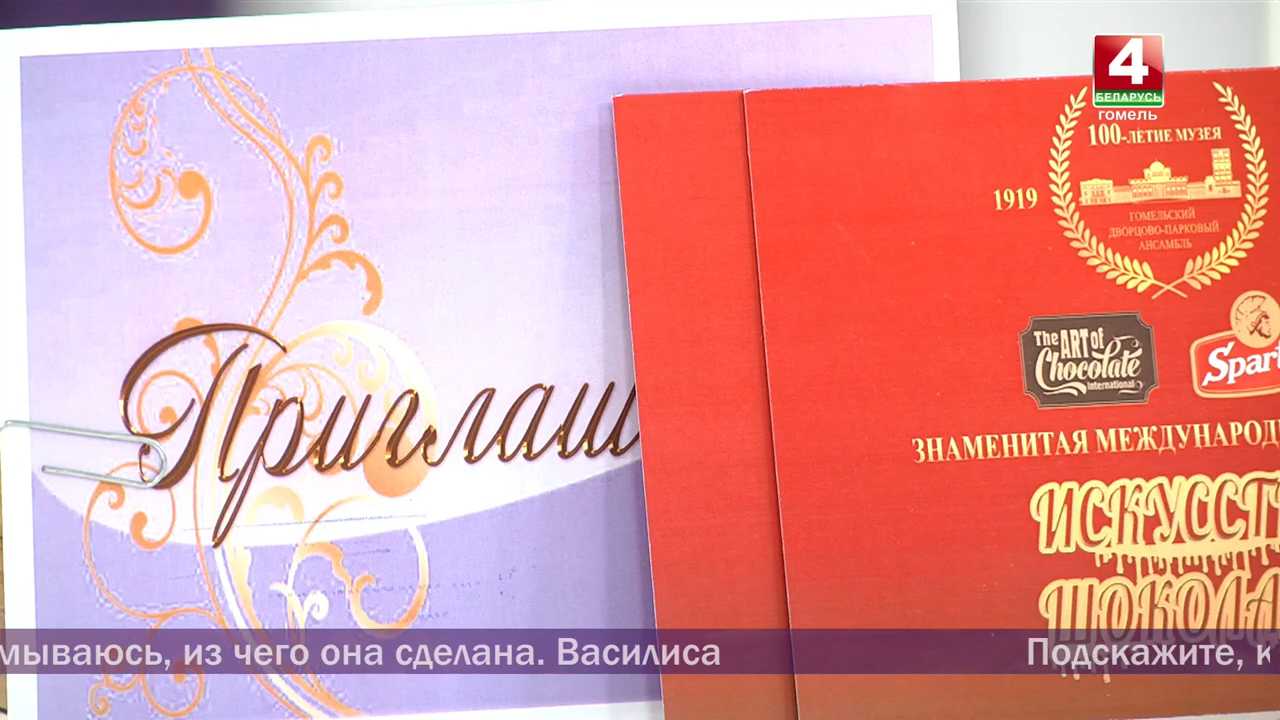 4
БЕЛАРУСЬ
гомель
100-ЛЕТИЕ МУЗЕЯ
1919
ГОМЕЛЬСКИЙ
ДВОРЦОВО-ПАРКОВЫЙ
АНСАМБЛЬ
The ART of
Chocolate
International
Spart
Приглаш
ЗНАМЕНИТАЯ МЕЖДУНАРОД
ИСКУССТ
ШОКОЛА
мываюсь, из чего она сделана. Василиса
Подскажите, к